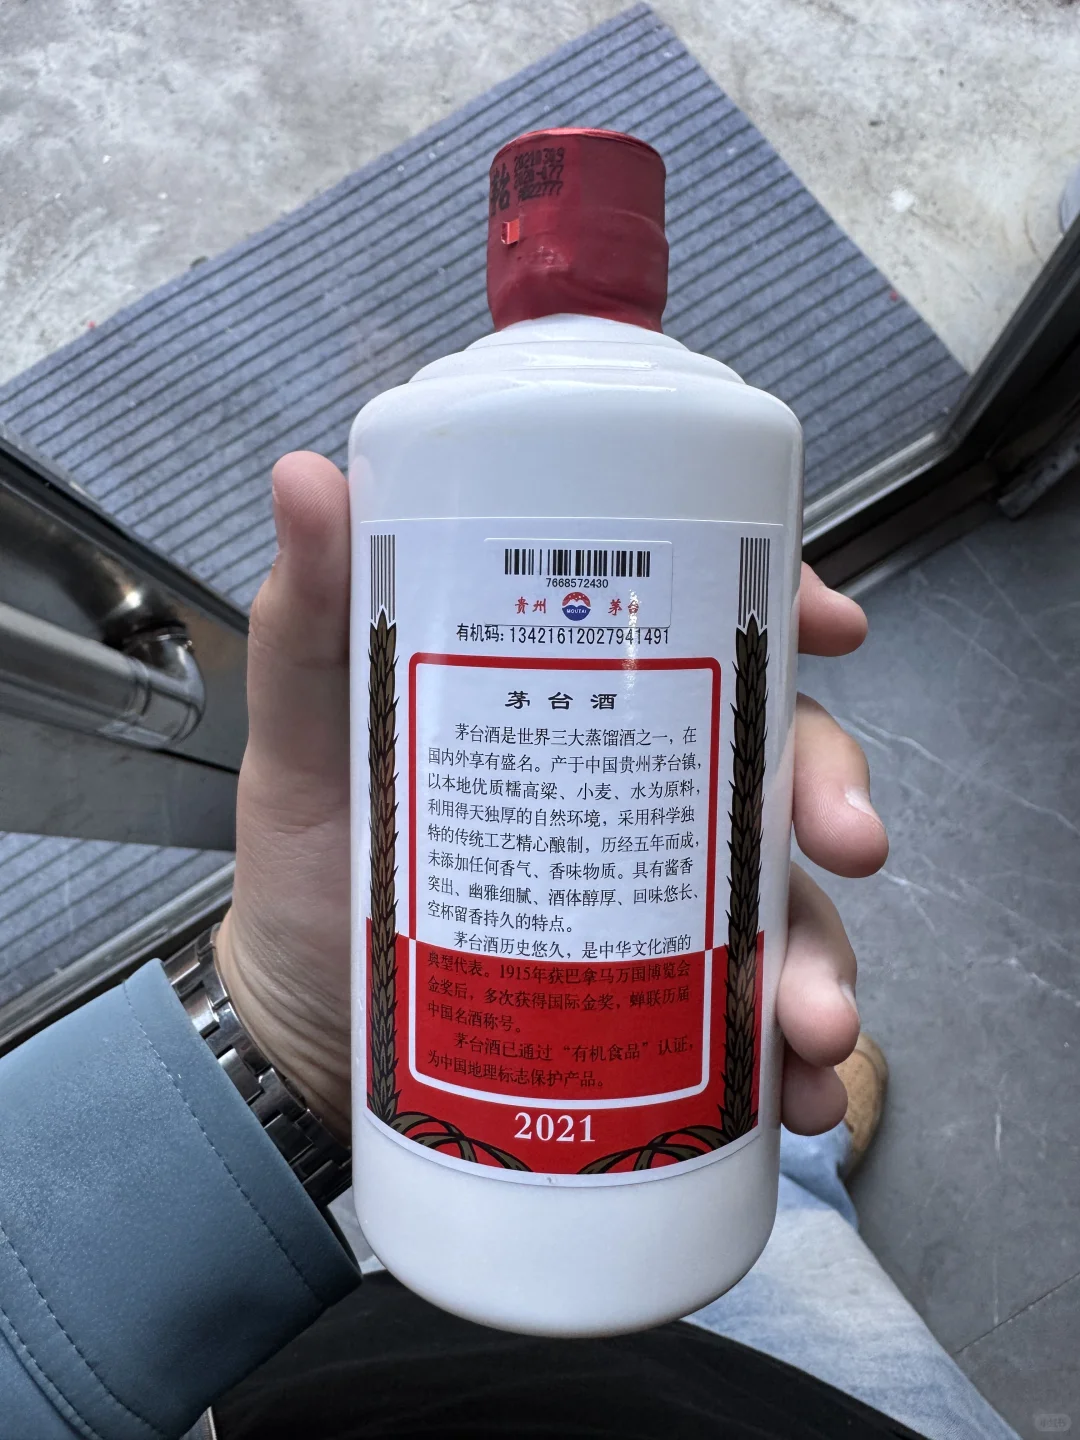 7668572430
貴州 MOUTAI 茅台
有机码: 13421612027941491
茅台酒
茅台酒是世界三大蒸馏酒之一，在
国内外享有盛名。产于中国贵州茅台镇，
以本地优质糯高粱、小麦、水为原料，
利用得天独厚的自然环境，采用科学独
特的传统工艺精心酿制，历经五年而成，
未添加任何香气、香味物质。具有酱香
突出、幽雅细腻、酒体醇厚、回味悠长、
空杯留香持久的特点。
茅台酒历史悠久，是中华文化酒的
典型代表。1915年获巴拿马万国博览会
金奖后，多次获得国际金奖，蝉联历届
中国名酒称号。
茅台酒已通过“有机食品”认证，
为中国地理标志保护产品。
2021